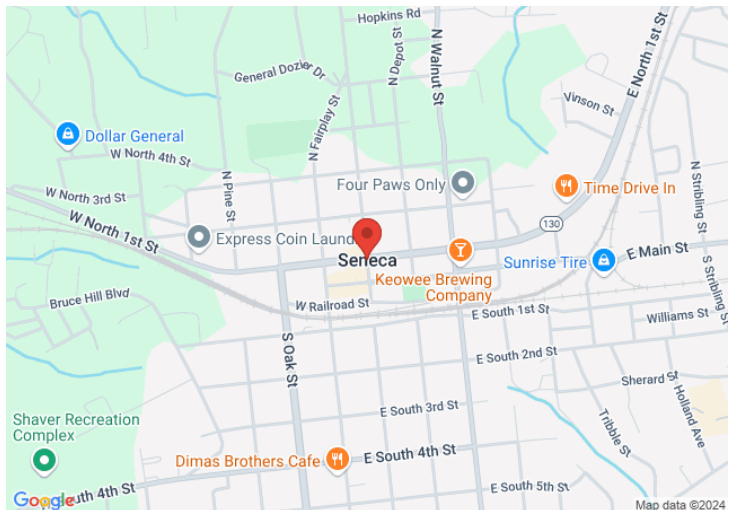 Hopkins Rd
General Dozier Dr
N Depot St
N Walnut St
E North 1st St
Vinson St
N Fairplay St
Dollar General
W North 4th St
N Pine St
Four Paws Only
Time Drive In
N Stribling St
W North 3rd St
W North 1st St
Express Coin Laund
130
Seneca
Keowee Brewing
Company
Sunrise Tire
E Main St
S Stribling St
Bruce Hill Blvd
W Railroad St
E South 1st St
Williams St
S Oak St
E South 2nd St
Sherard St
Holland Ave
E South 3rd St
Tribble St
Shaver Recreation
Complex
Dimas Brothers Cafe
E South 4th St
South 4th St
E South 5th St
Google
Map data ©2024